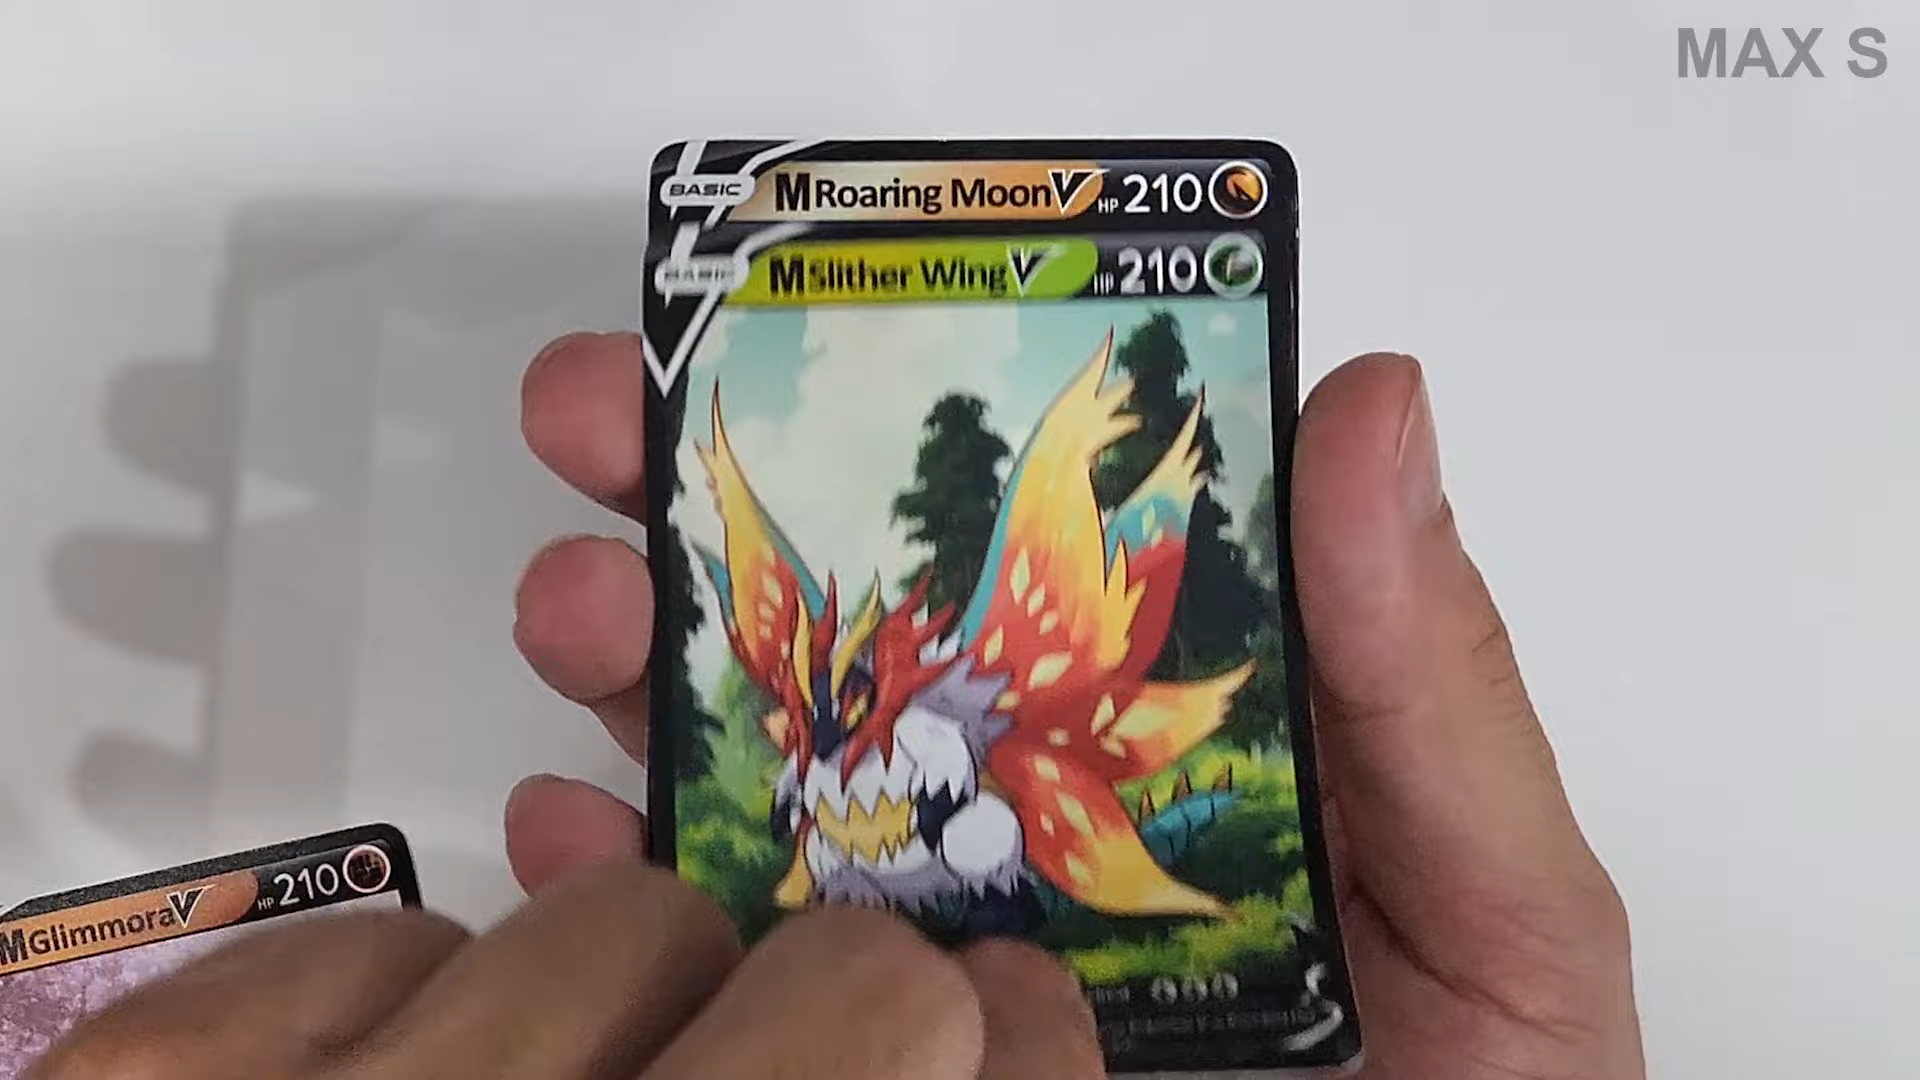 MAX S
BASIC M Roaring Moon V HP 210
BASIC M Slither Wing V HP 210
M Glimmora V HP 210